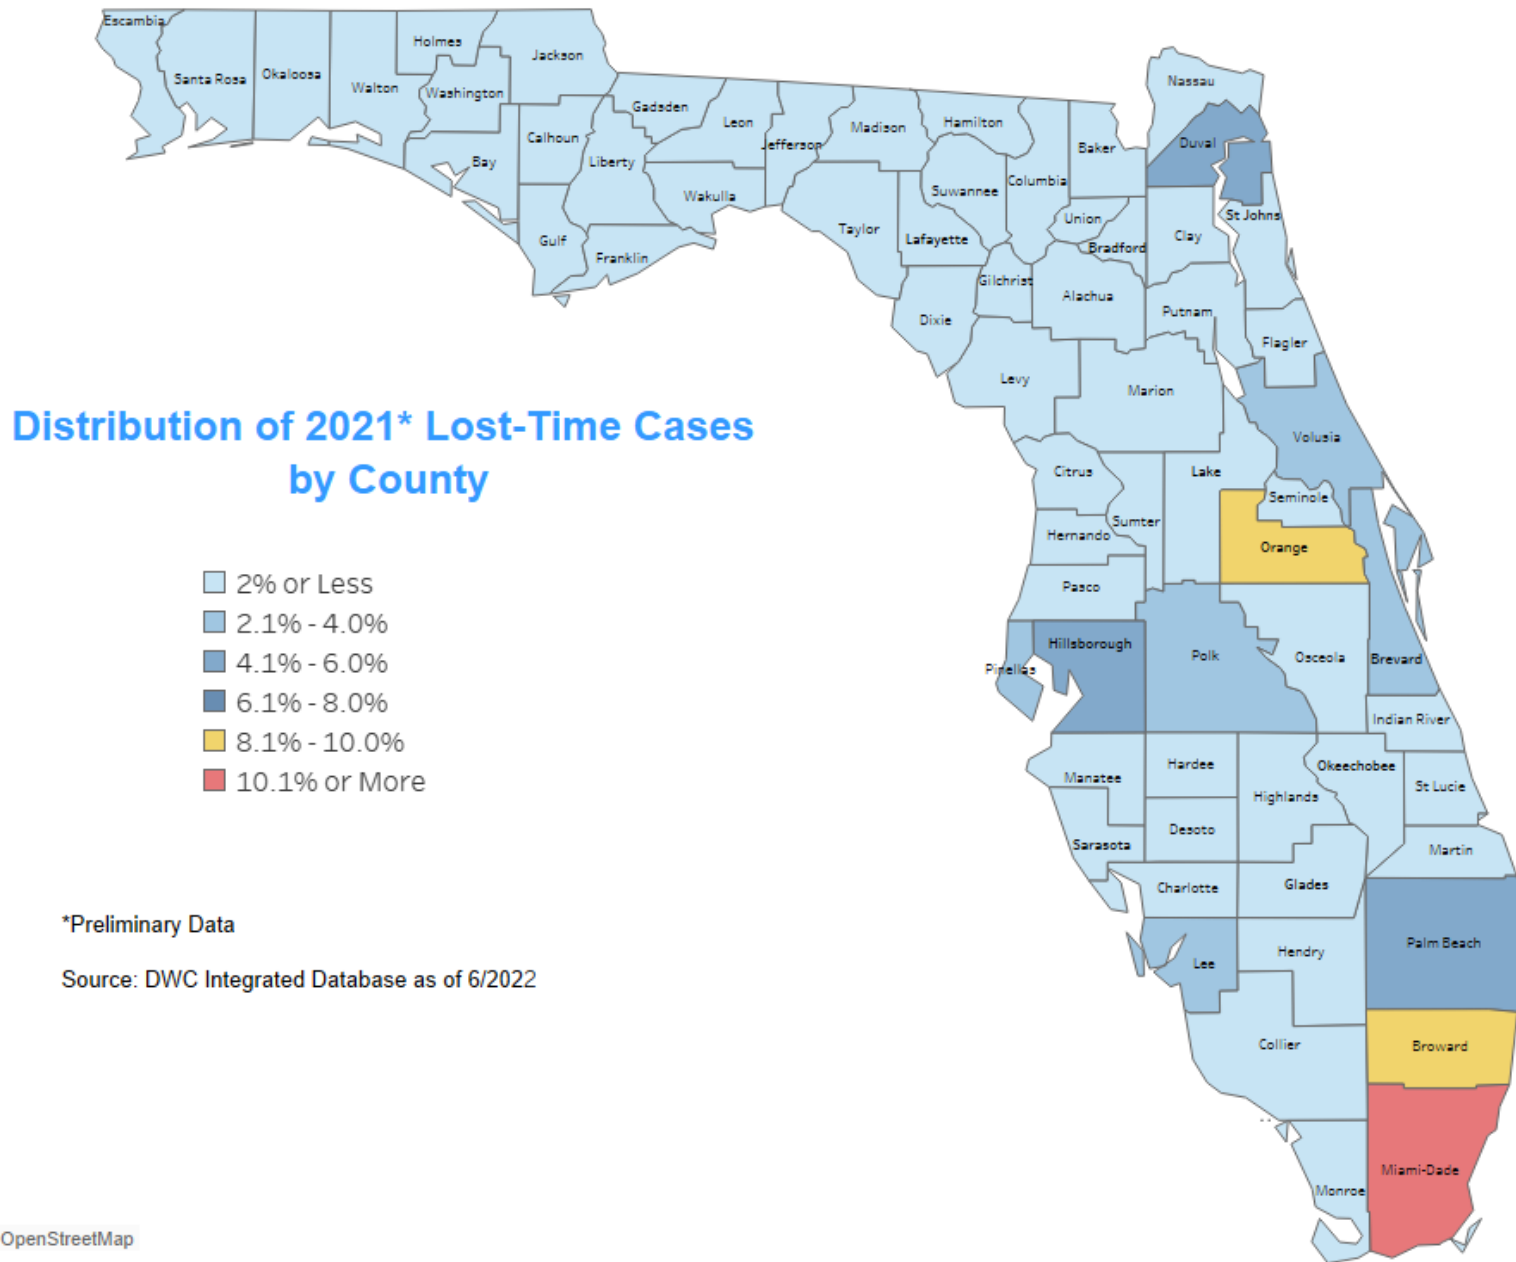 Escambia
Holmes
Jackson
Santa Rosa
Okaloosa
Walton
Washington
Nassau
Gadsden
Leon
Jefferson
Madison
Hamilton
Calhoun
Bay
Liberty
Baker
Duval
Wakulla
Suwannee
Columbia
Gulf
Franklin
Taylor
Lafayette
Union
Bradford
Clay
St Johns
Gilchrist
Alachua
Dixie
Putnam
Flagler
Levy
Marion
Distribution of 2021* Lost-Time Cases
by County
Volusia
Citrus
Lake
Seminole
Sumter
Hernando
Orange
Pasco
2% or Less
2.1% - 4.0%
4.1% - 6.0%
6.1% - 8.0%
8.1% - 10.0%
10.1% or More
Hillsborough
Pinellas
Polk
Osceola
Brevard
Indian River
Manatee
Hardee
Okeechobee
Highlands
St Lucie
Desoto
Sarasota
Martin
Charlotte
Glades
*Preliminary Data
Source: DWC Integrated Database as of 6/2022
Lee
Hendry
Palm Beach
Collier
Broward
Miami-Dade
Monroe
OpenStreetMap